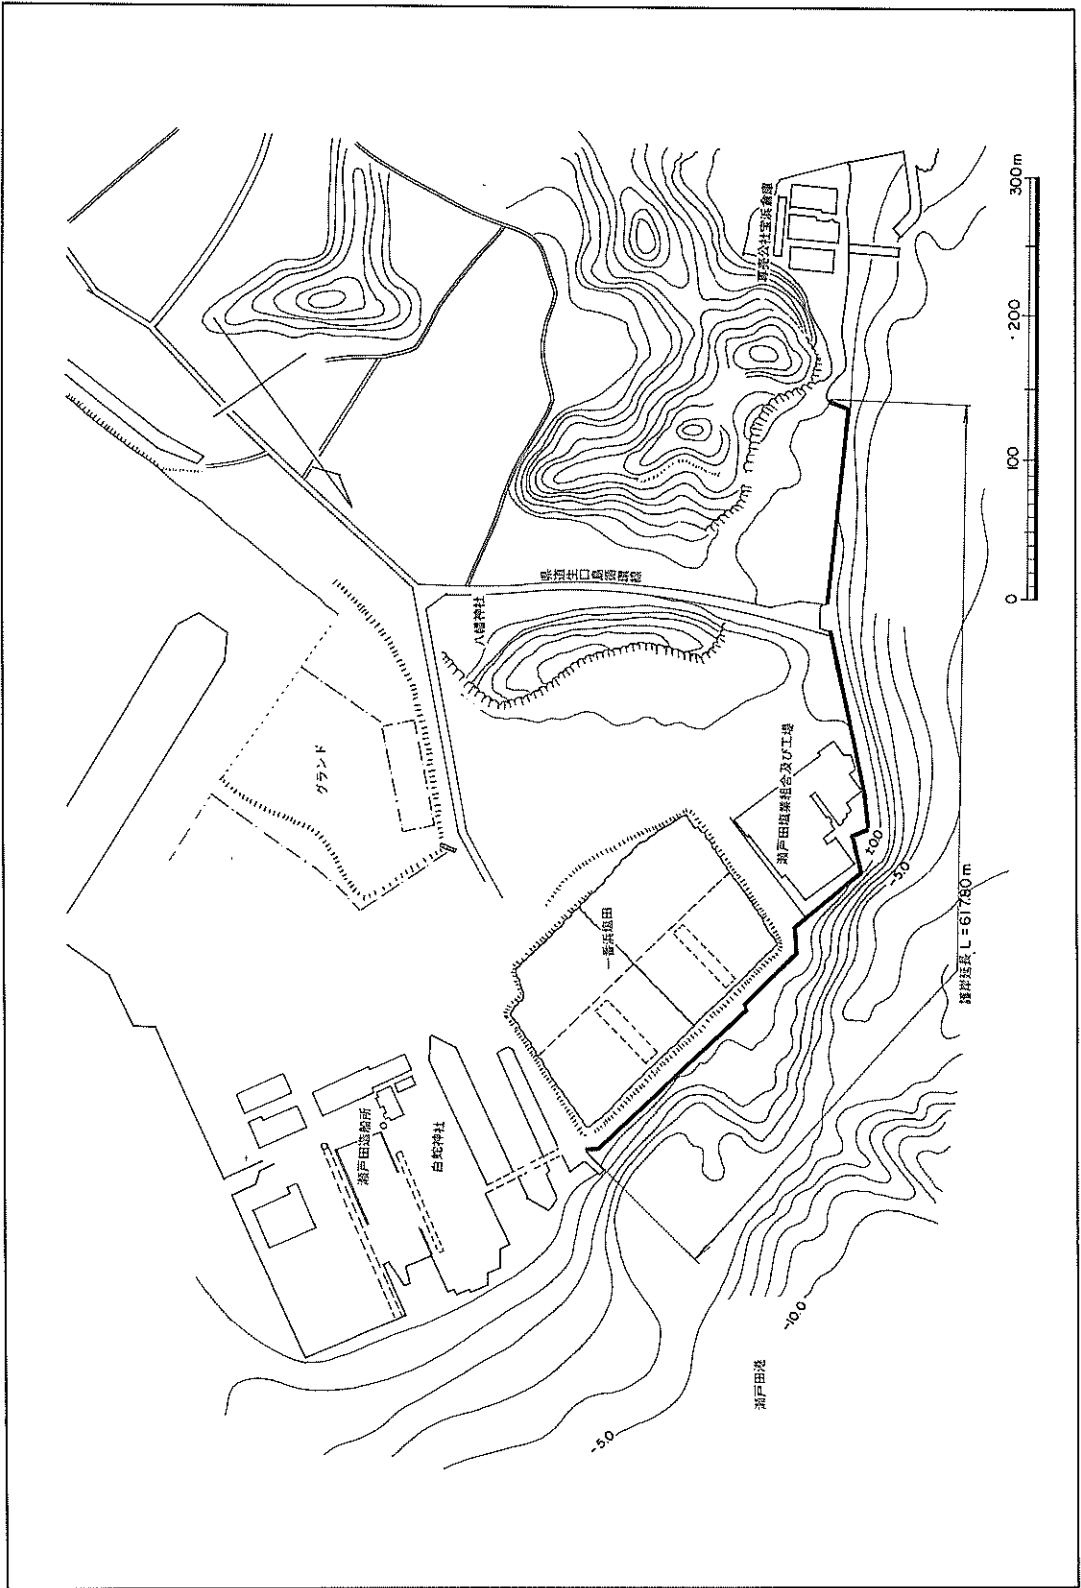 グランド
八幡神社
県道生口島循環線
専売公社宝浜倉庫
瀬戸田造船所
白蛇神社
一番浜塩田
瀬戸田塩業組合及び工場
±0.0
-5.0
護岸延長 L=617.80m
-10.0
-5.0
瀬戸田港
0 100 200 300m